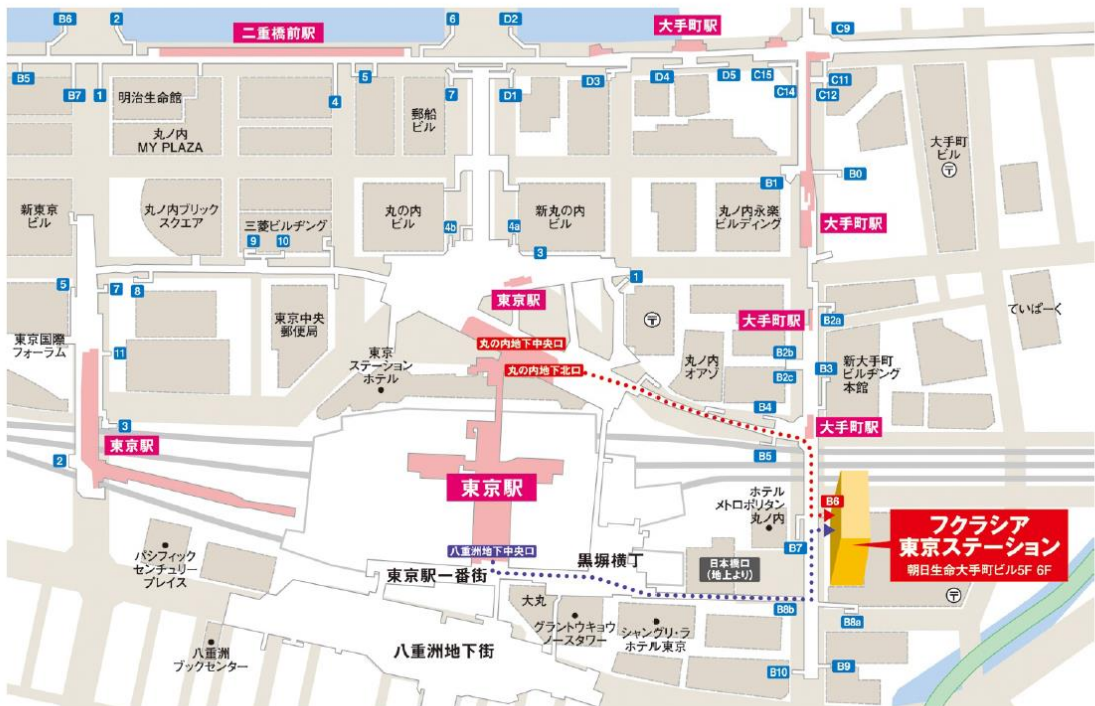 B6
2
二重橋前駅
6
D2
大手町駅
C9
B5
B7
1
明治生命館
丸ノ内
MY PLAZA
4
5
郵船
ビル
7
D1
D3
D4
D5
C15
C14
C11
C12
大手町
ビル
〒
B0
B1
新東京
ビル
丸ノ内ブリック
スクエア
三菱ビルヂング
9
10
丸の内
ビル
4b
4a
新丸の内
ビル
3
丸ノ内永楽
ビルディング
大手町駅
5
7
8
東京国際
フォーラム
11
東京中央
郵便局
東京駅
1
〒
大手町駅
B2a
ていぱーく
東京
ステーション
ホテル
丸の内地下中央口
丸の内地下北口
丸ノ内
オアゾ
B2b
B2c
B3
新大手町
ビルヂング
本館
B4
大手町駅
3
東京駅
2
B5
東京駅
ホテル
メトロポリタン
丸ノ内
B6
フクラシア
東京ステーション
朝日生命大手町ビル5F 6F
B7
パシフィック
センチュリー
プレイス
八重洲地下中央口
東京駅一番街
黒塀横丁
日本橋口
(地上より)
〒
大丸
グラントウキョウ
ノースタワー
シャングリ・ラ
ホテル東京
B8b
B8a
八重洲
ブックセンター
八重洲地下街
B10
B9